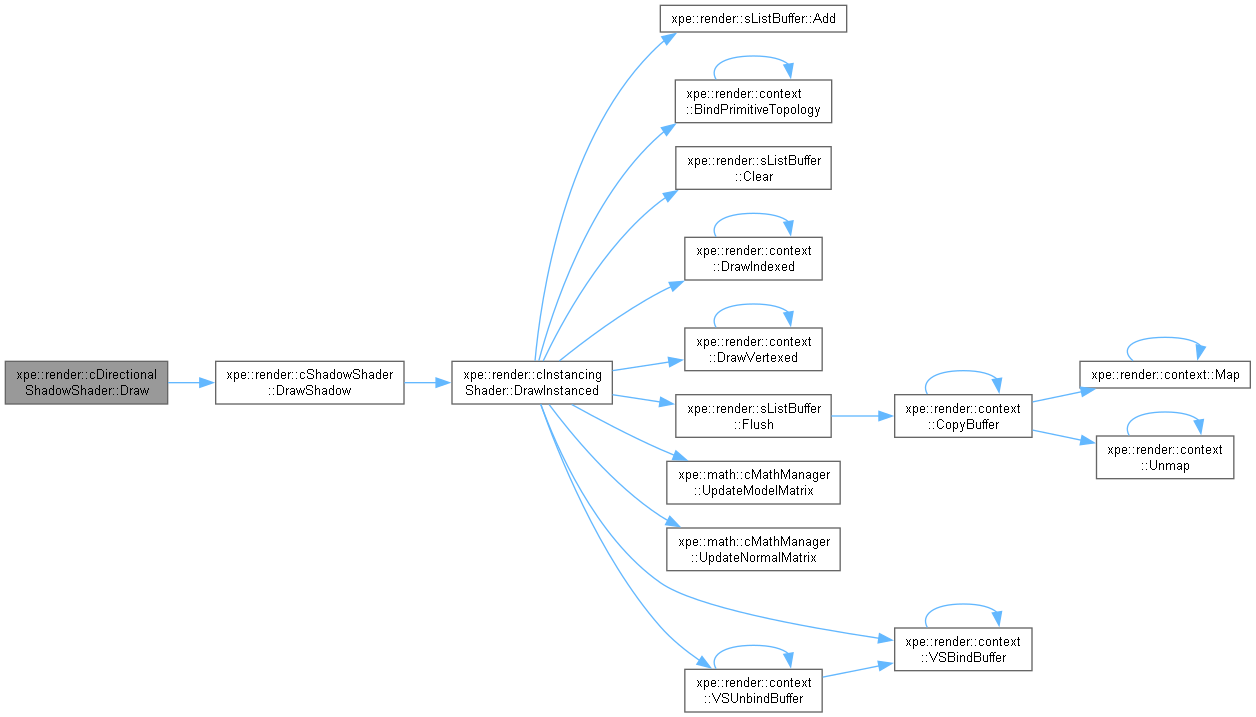 xpe::render::sListBuffer::Add
xpe::render::context
::BindPrimitiveTopology
xpe::render::sListBuffer
::Clear
xpe::render::context
::DrawIndexed
xpe::render::context
::DrawVertexed
xpe::render::cDirectional
ShadowShader::Draw
xpe::render::cShadowShader
::DrawShadow
xpe::render::cInstancing
Shader::DrawInstanced
xpe::render::context::Map
xpe::render::sListBuffer
::Flush
xpe::render::context
::CopyBuffer
xpe::render::context
::Unmap
xpe::math::cMathManager
::UpdateModelMatrix
xpe::math::cMathManager
::UpdateNormalMatrix
xpe::render::context
::VSBindBuffer
xpe::render::context
::VSUnbindBuffer